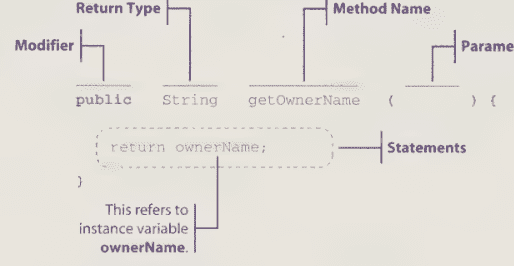 Return Type
Method Name
Modifier
Parame
public String getOwnerName ( ) {
return ownerName;
Statements
}
This refers to
instance variable
ownerName.